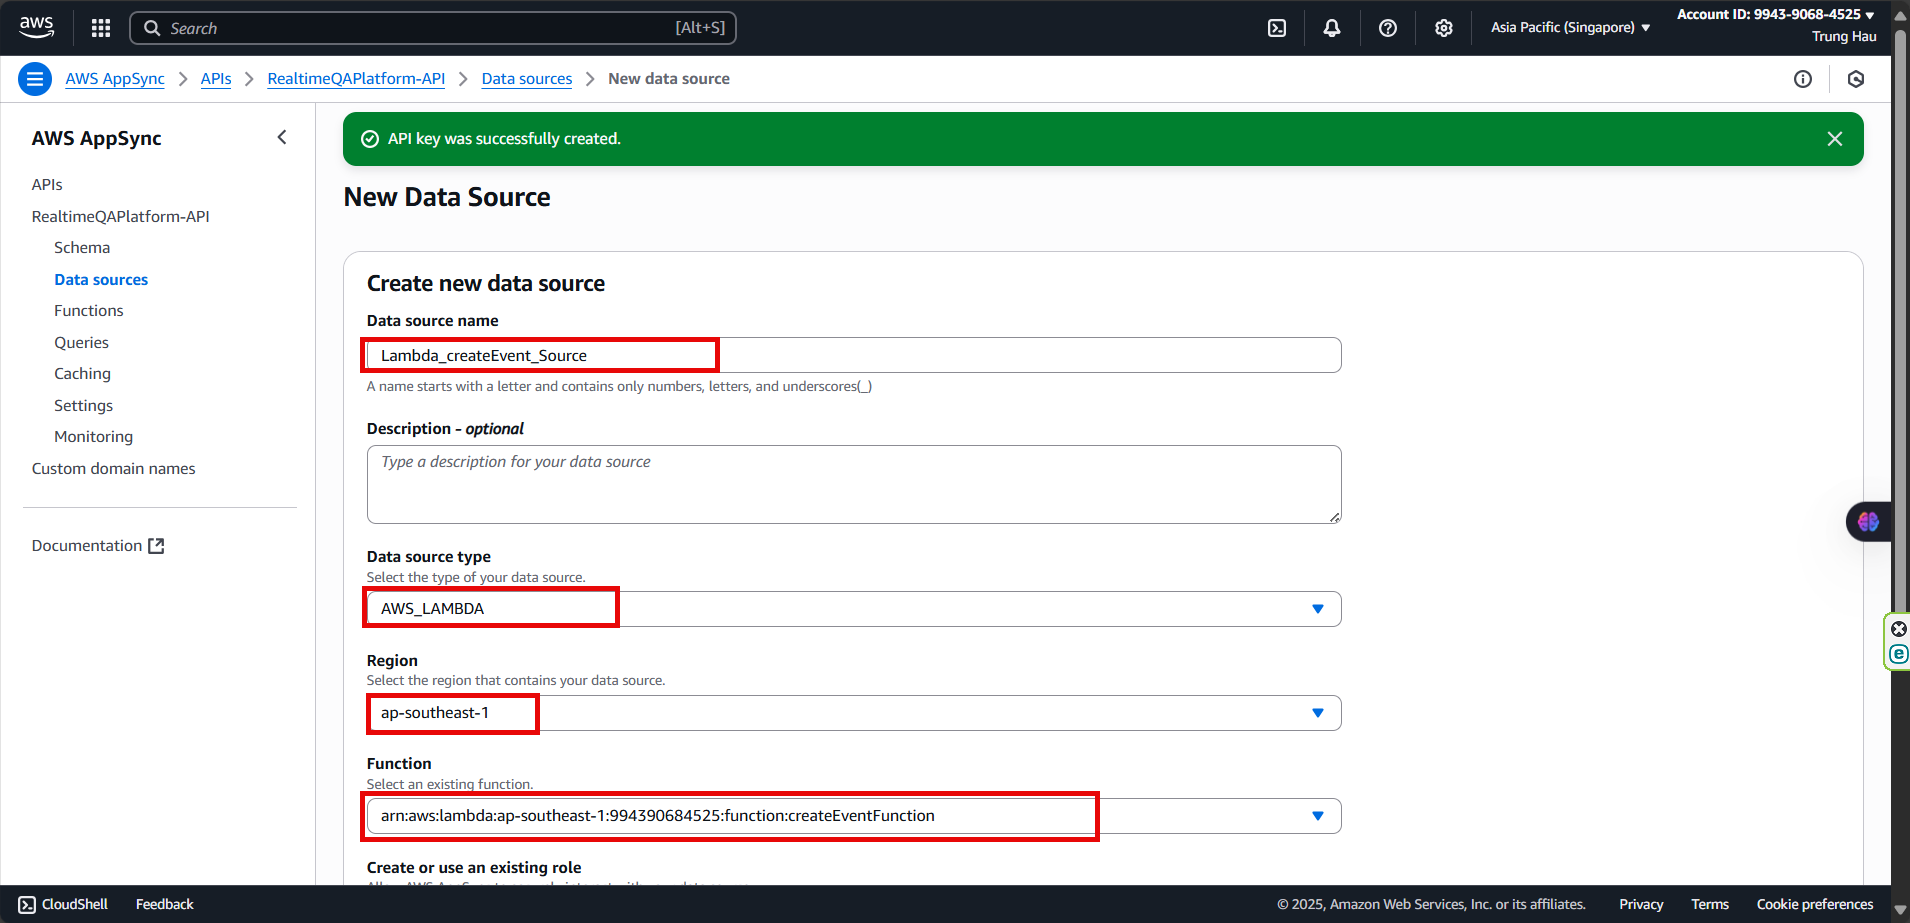 aws
Search [Alt+S]
Asia Pacific (Singapore)
Account ID: 9943-9068-4525
Trung Hau
AWS AppSync
APIs
RealtimeQAPlatform-API
Data sources
New data source
AWS AppSync
APIs
RealtimeQAPlatform-API
Schema
Data sources
Functions
Queries
Caching
Settings
Monitoring
Custom domain names
Documentation
API key was successfully created.
New Data Source
Create new data source
Data source name
Lambda_createEvent_Source
A name starts with a letter and contains only numbers, letters, and underscores(_)
Description - optional
Type a description for your data source
Data source type
Select the type of your data source.
AWS_LAMBDA
Region
Select the region that contains your data source.
ap-southeast-1
Function
Select an existing function.
arn:aws:lambda:ap-southeast-1:994390684525:function:createEventFunction
Create or use an existing role
CloudShell
Feedback
© 2025, Amazon Web Services, Inc. or its affiliates.
Privacy
Terms
Cookie preferences